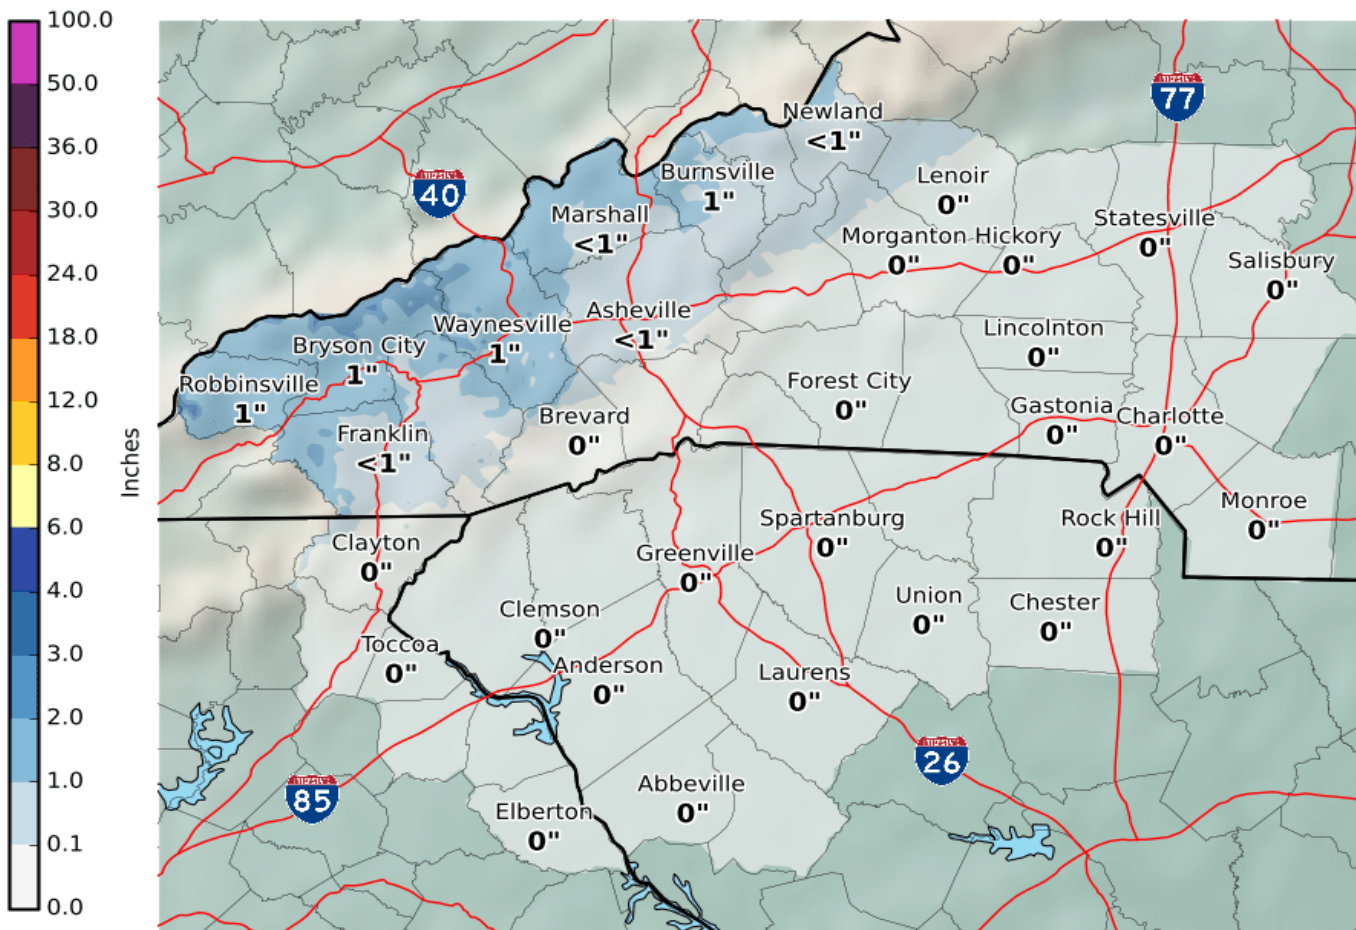 100.0
50.0
36.0
30.0
24.0
18.0
12.0
8.0
6.0
4.0
3.0
2.0
1.0
0.1
0.0
Inches
77
Newland
<1"
40
Burnsville
1"
Lenoir
0"
Marshall
<1"
Statesville
0"
Morganton
0"
Hickory
0"
Salisbury
0"
Asheville
<1"
Waynesville
1"
Lincolnton
0"
Bryson City
1"
Robbinsville
1"
Forest City
0"
Brevard
0"
Gastonia
0"
Charlotte
0"
Franklin
<1"
Monroe
0"
Spartanburg
0"
Rock Hill
0"
Clayton
0"
Greenville
0"
Union
0"
Clemson
0"
Chester
0"
Toccoa
0"
Anderson
0"
Laurens
0"
26
85
Abbeville
0"
Elberton
0"